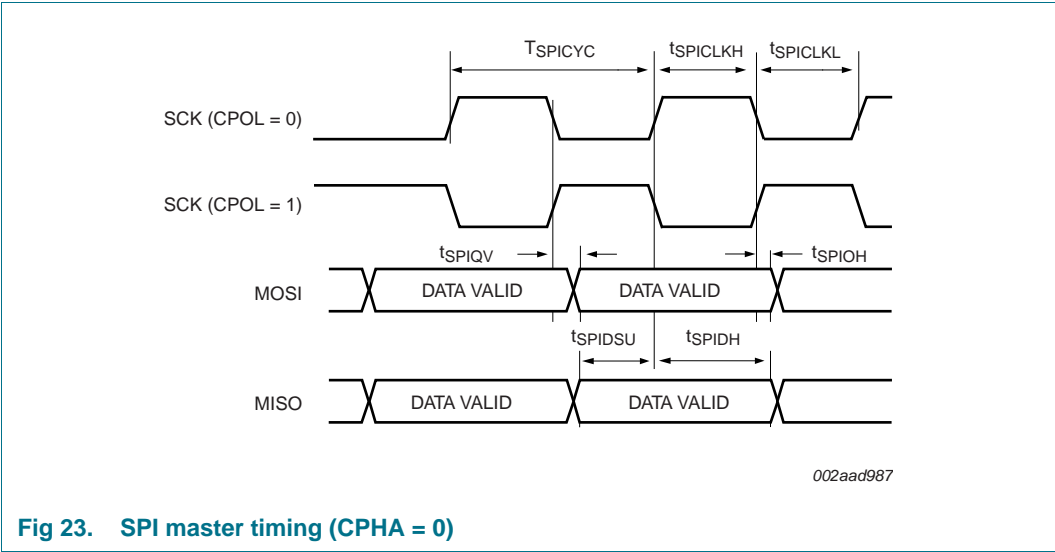 TSPICYC tSPICLKH tSPICLKL
SCK (CPOL = 0)
SCK (CPOL = 1)
tSPIQV tSPIOH
MOSI DATA VALID DATA VALID
tSPIDSU tSPIDH
MISO DATA VALID DATA VALID
002aad987
Fig 23. SPI master timing (CPHA = 0)